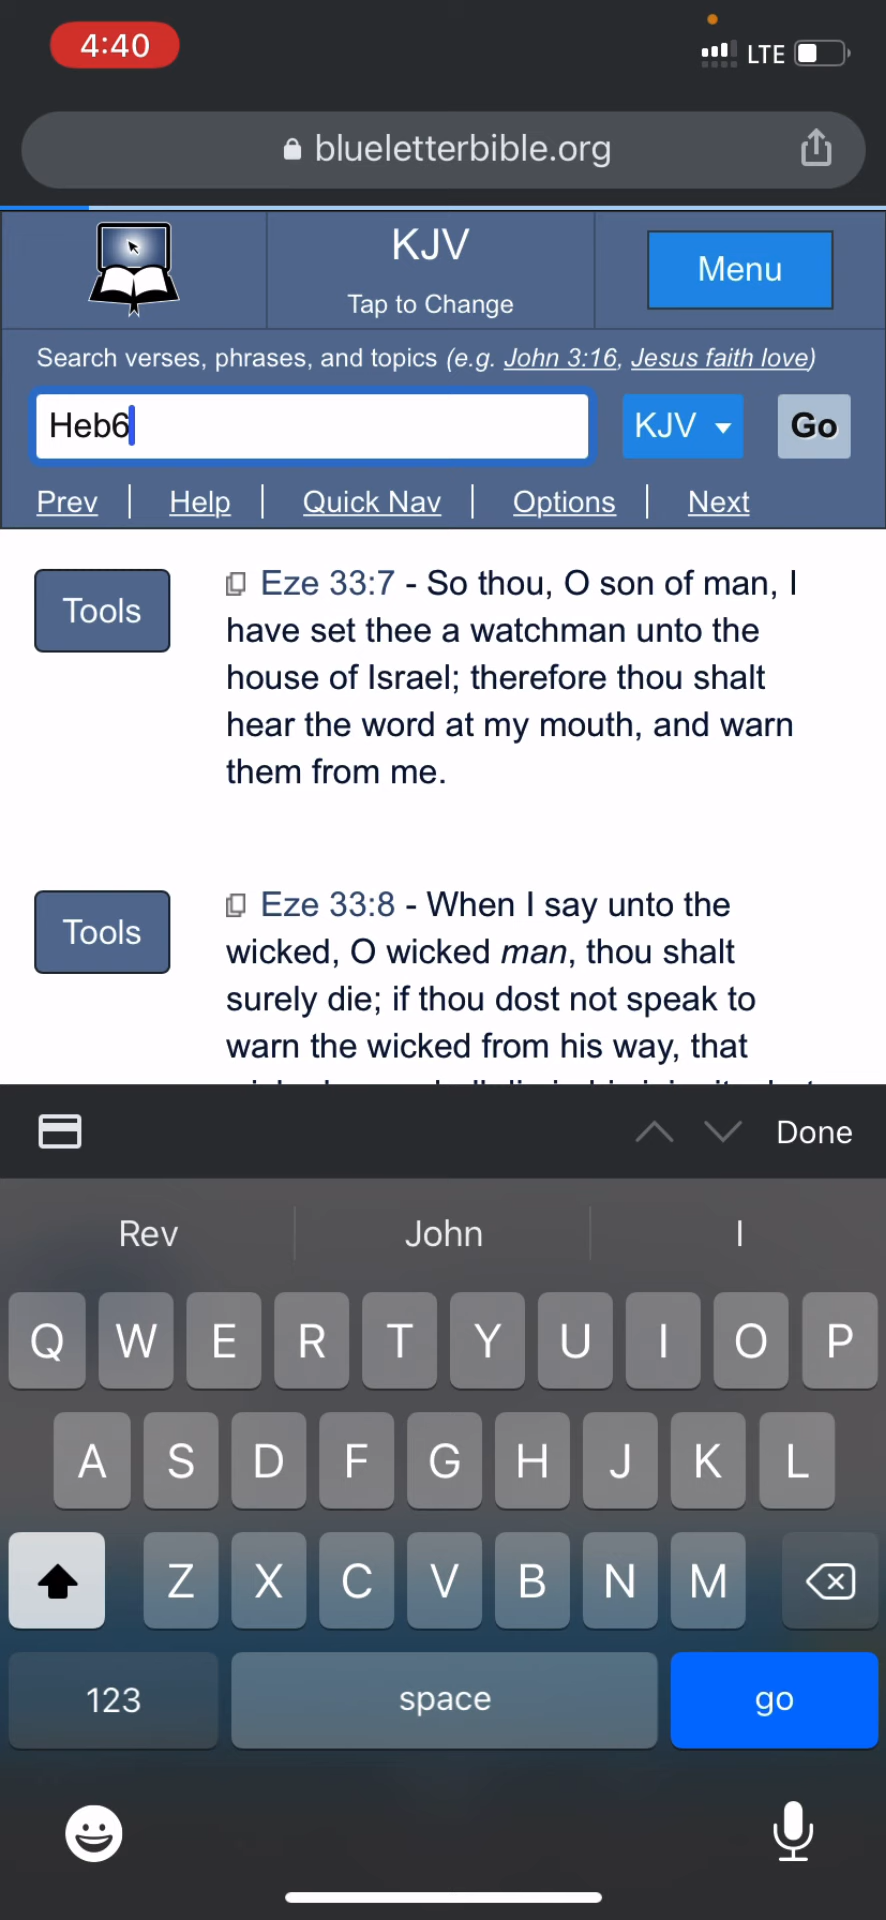 4:40
LTE
blueletterbible.org
KJV
Tap to Change
Menu
Search verses, phrases, and topics (e.g. John 3:16, Jesus faith love)
Heb6
KJV
Go
Prev | Help | Quick Nav | Options | Next
Tools
Eze 33:7 - So thou, O son of man, I
have set thee a watchman unto the
house of Israel; therefore thou shalt
hear the word at my mouth, and warn
them from me.
Tools
Eze 33:8 - When I say unto the
wicked, O wicked man, thou shalt
surely die; if thou dost not speak to
warn the wicked from his way, that
Done
Rev
John
I
Q W E R T Y U I O P
A S D F G H J K L
Z X C V B N M
123
space
go